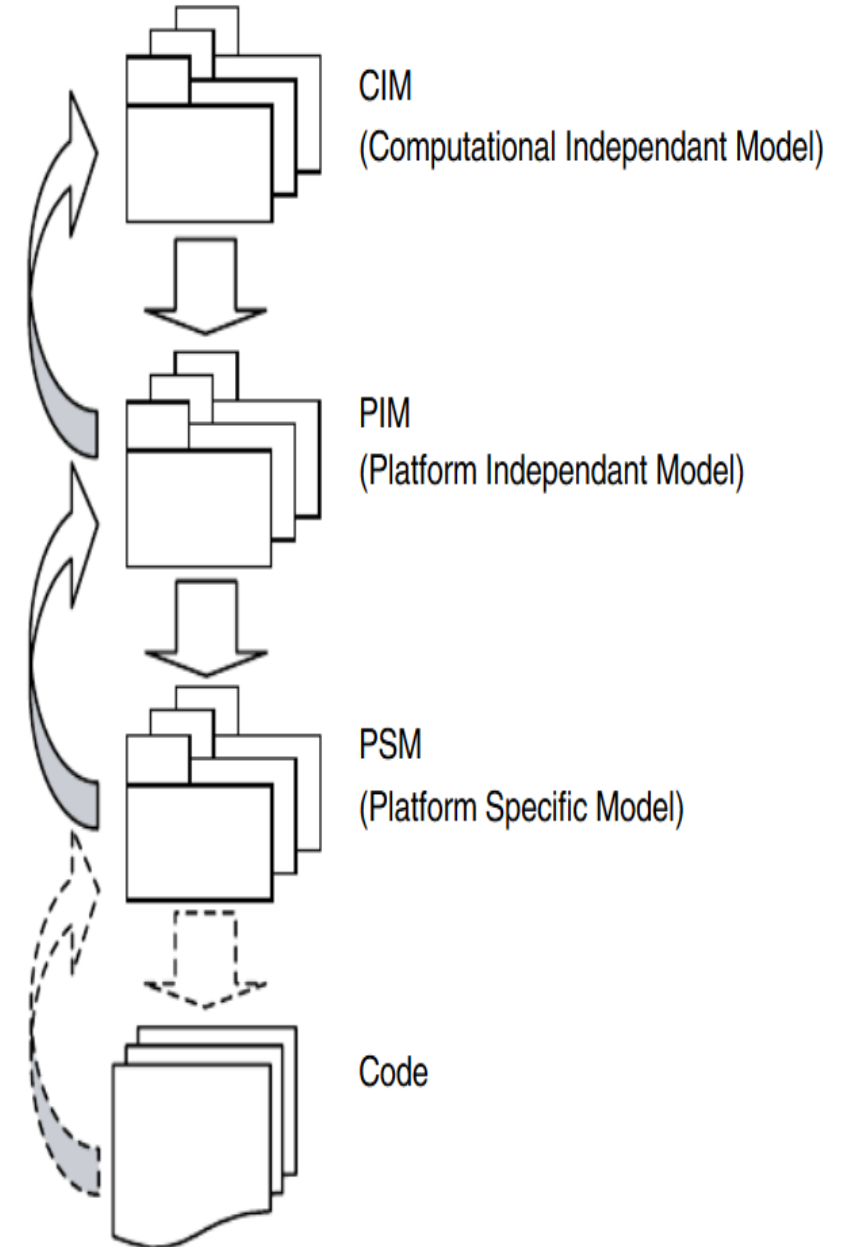 CIM
(Computational Independant Model)
PIM
(Platform Independant Model)
PSM
(Platform Specific Model)
Code